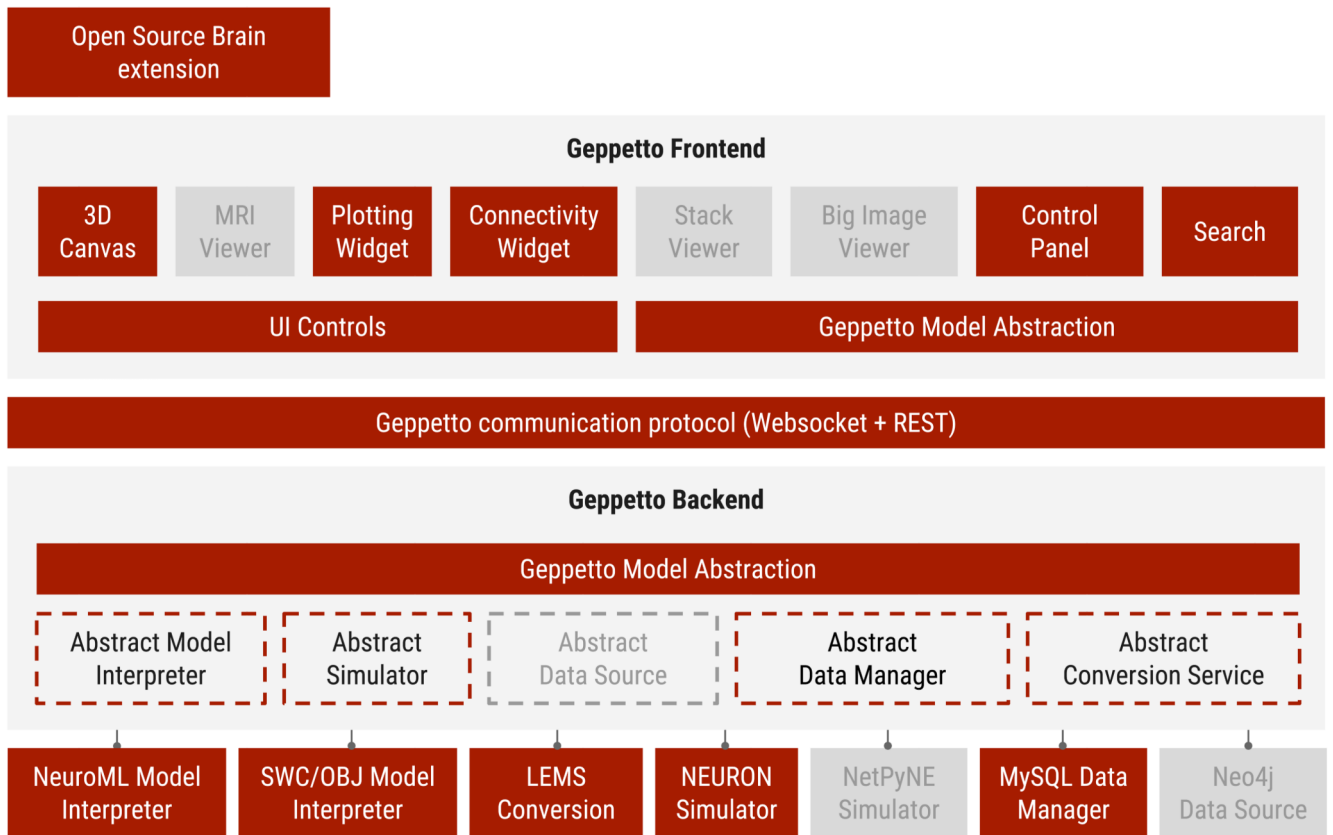 Open Source Brain
extension
Geppetto Frontend
3D
Canvas
MRI
Viewer
Plotting
Widget
Connectivity
Widget
Stack
Viewer
Big Image
Viewer
Control
Panel
Search
UI Controls
Geppetto Model Abstraction
Geppetto communication protocol (Websocket + REST)
Geppetto Backend
Geppetto Model Abstraction
Abstract Model
Interpreter
Abstract
Simulator
Abstract
Data Source
Abstract
Data Manager
Abstract
Conversion Service
NeuroML Model
Interpreter
SWC/OBJ Model
Interpreter
LEMS
Conversion
NEURON
Simulator
NetPyNE
Simulator
MySQL Data
Manager
Neo4j
Data Source